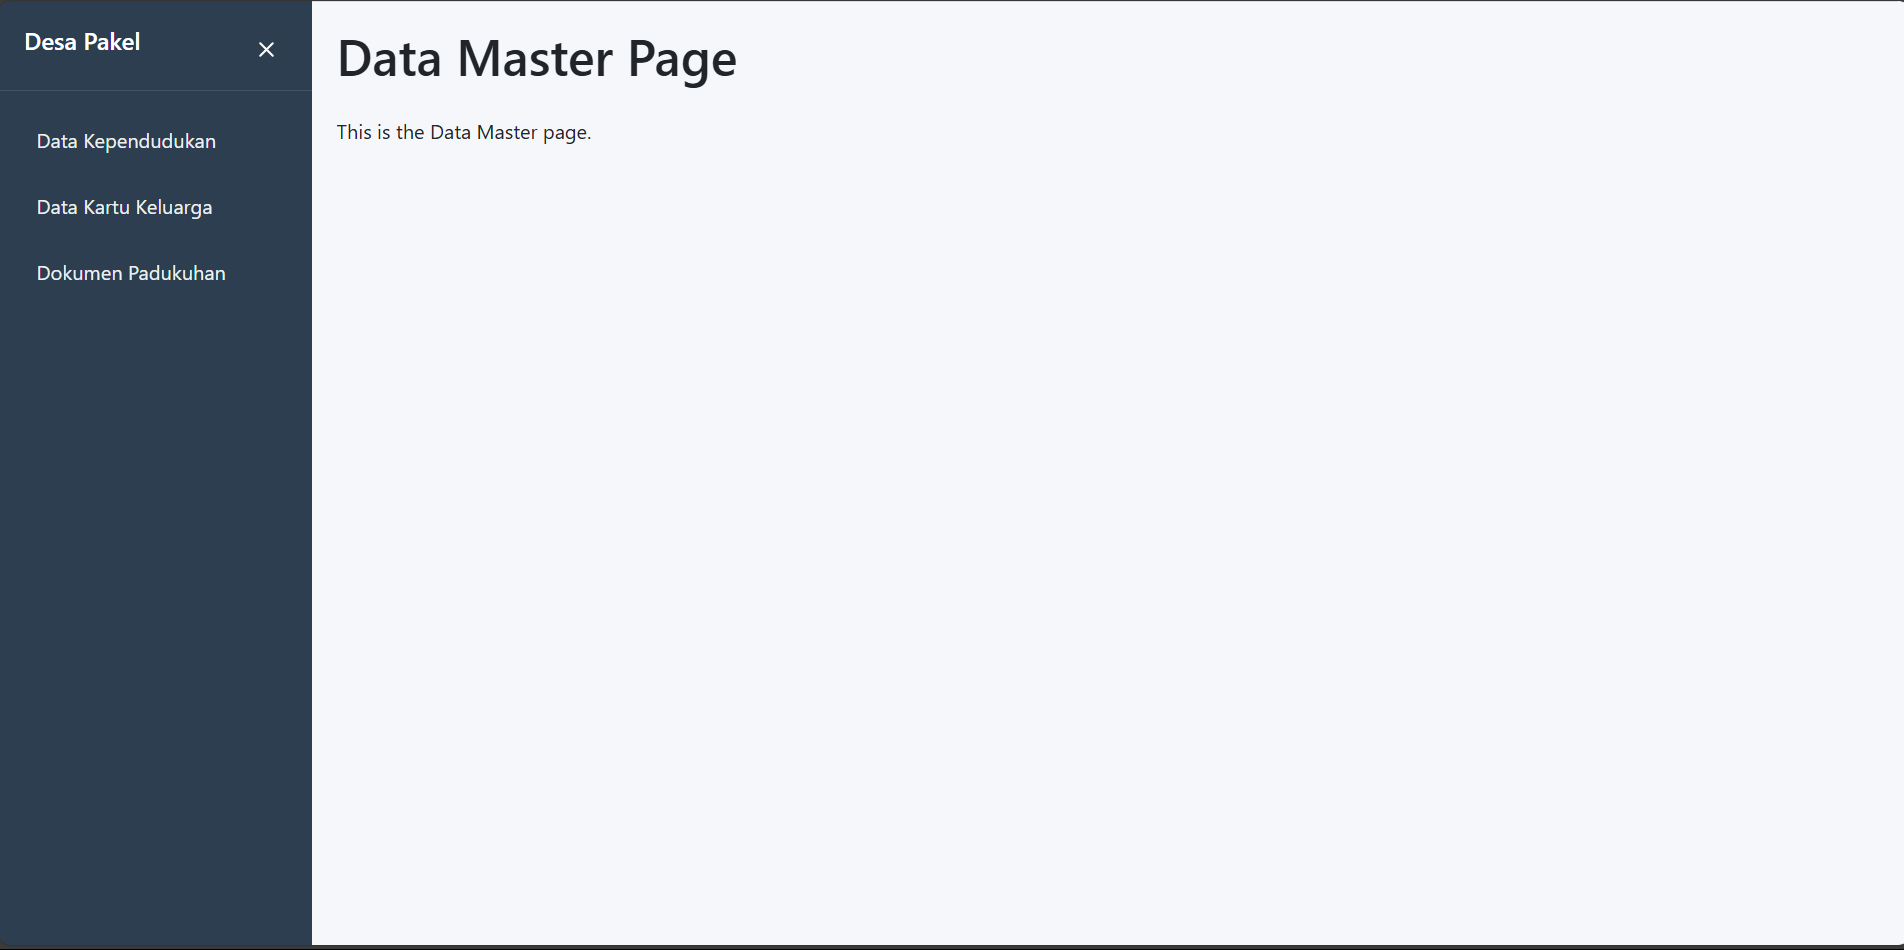 Desa Pakel
Data Kependudukan
Data Kartu Keluarga
Dokumen Padukuhan
Data Master Page
This is the Data Master page.